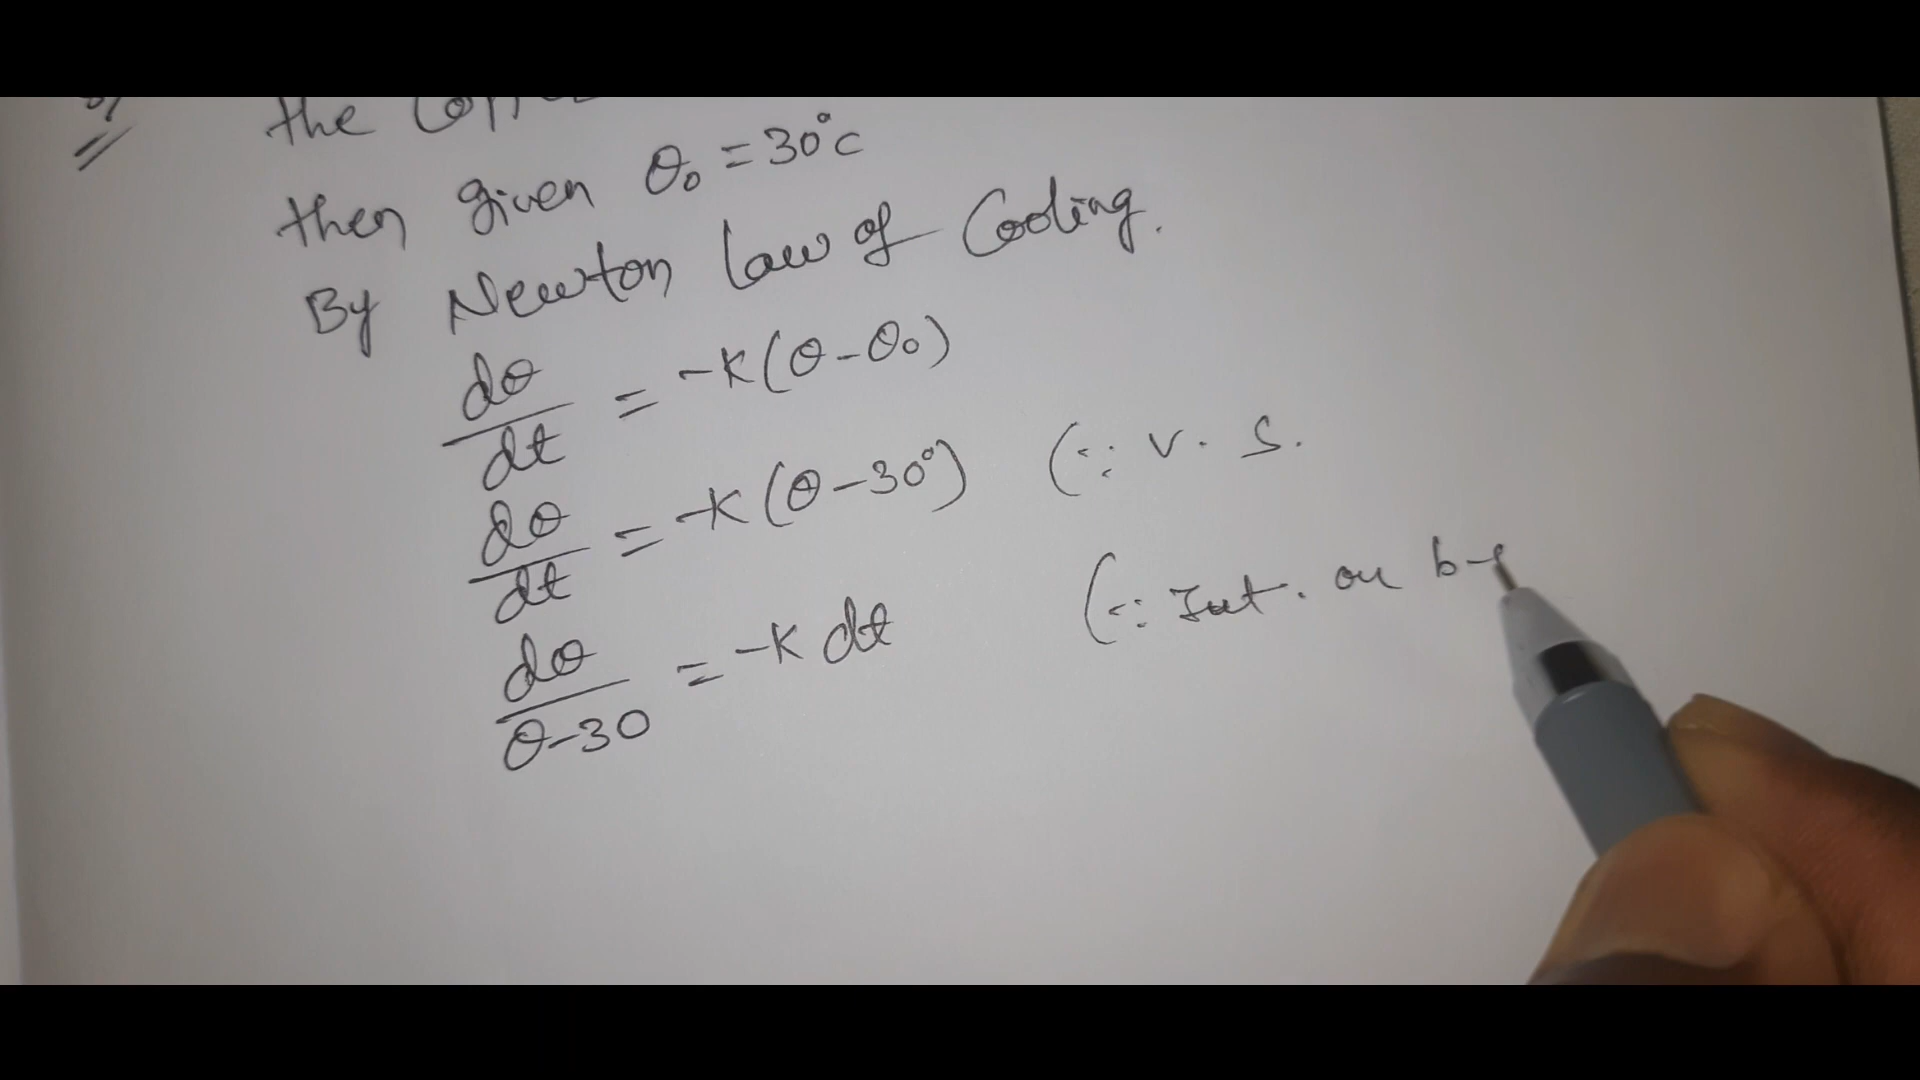 the
then given θ₀ = 30°c
By Newton Law of Cooling.
dθ/dt = -K(θ-θ₀)
dθ/dt = -K(θ-30°) (∵ v. s.
dθ/θ-30 = -K dt (∵ Int. on b-s